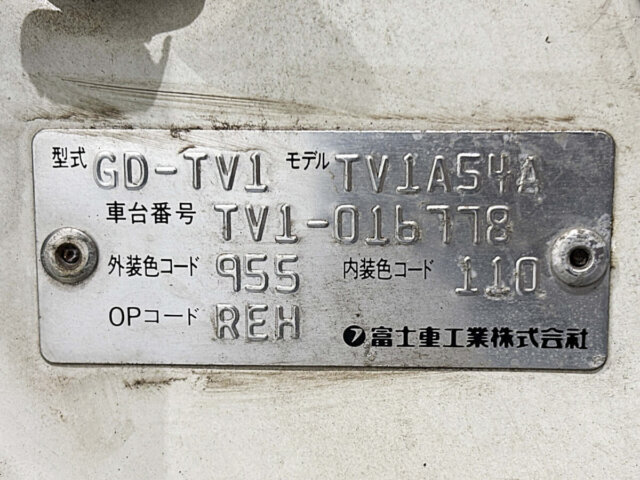 型式 GD-TV1 モデル TV1A54A
車台番号 TV1-016778
外装色コード 955 内装色コード 110
OPコード REH 富士重工業株式会社